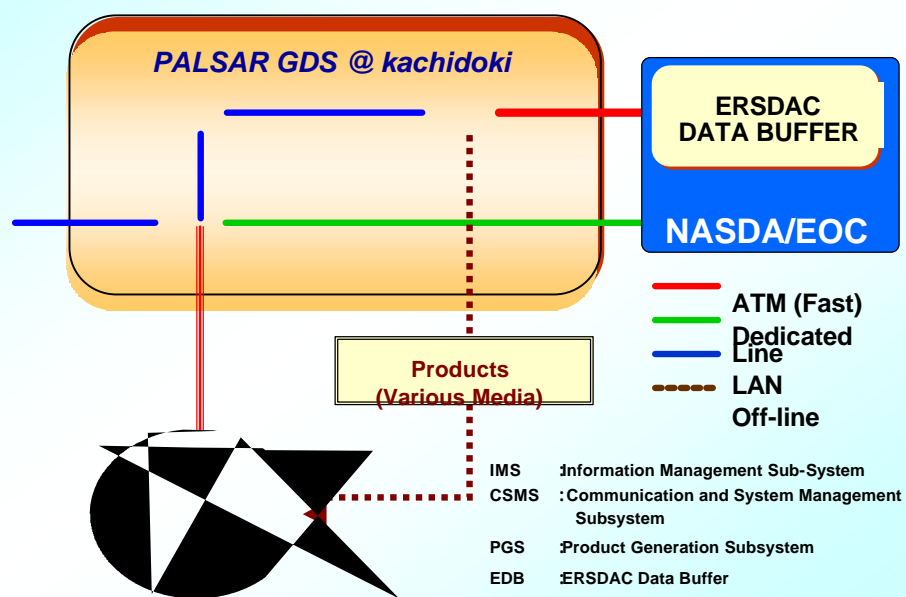 PALSAR GDS @ kachidoki
ERSDAC
DATA BUFFER
NASDA/EOC
ATM (Fast)
Dedicated
Line
LAN
Off-line
Products
(Various Media)
IMS :Information Management Sub-System
CSMS :Communication and System Management
Subsystem
PGS :Product Generation Subsystem
EDB :ERSDAC Data Buffer